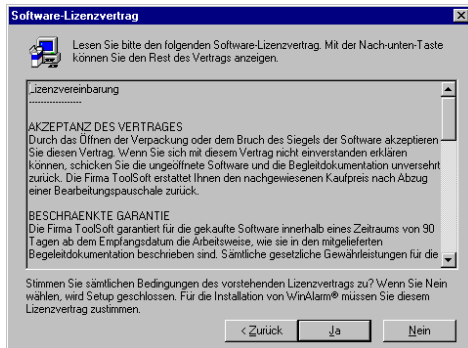 Software-Lizenzvertrag
Lesen Sie bitte den folgenden Software-Lizenzvertrag. Mit der Nach-unten-Taste
können Sie den Rest des Vertrags anzeigen.
Lizenzvereinbarung
-----------------
AKZEPTANZ DES VERTRAGES
Durch das Öffnen der Verpackung oder dem Bruch des Siegels der Software akzeptieren
Sie diesen Vertrag. Wenn Sie sich mit diesem Vertrag nicht einverstanden erklären
können, schicken Sie die ungeöffnete Software und die Begleitdokumentation unversehrt
zurück. Die Firma ToolSoft erstattet Ihnen den nachgewiesenen Kaufpreis nach Abzug
einer Bearbeitungspauschale zurück.
BESCHRAENKTE GARANTIE
Die Firma ToolSoft garantiert für die gekaufte Software innerhalb eines Zeitraums von 90
Tagen ab dem Empfangsdatum die Arbeitsweise, wie sie in den mitgelieferten
Begeleitdokumentation beschrieben sind. Sämtliche gesetzliche Gewährleistungen für die
Stimmen Sie sämtlichen Bedingungen des vorstehenden Lizenzvertrags zu? Wenn Sie Nein
wählen, wird Setup geschlossen. Für die Installation von WinAlarm® müssen Sie diesem
Lizenzvertrag zustimmen.
< Zurück Ja Nein